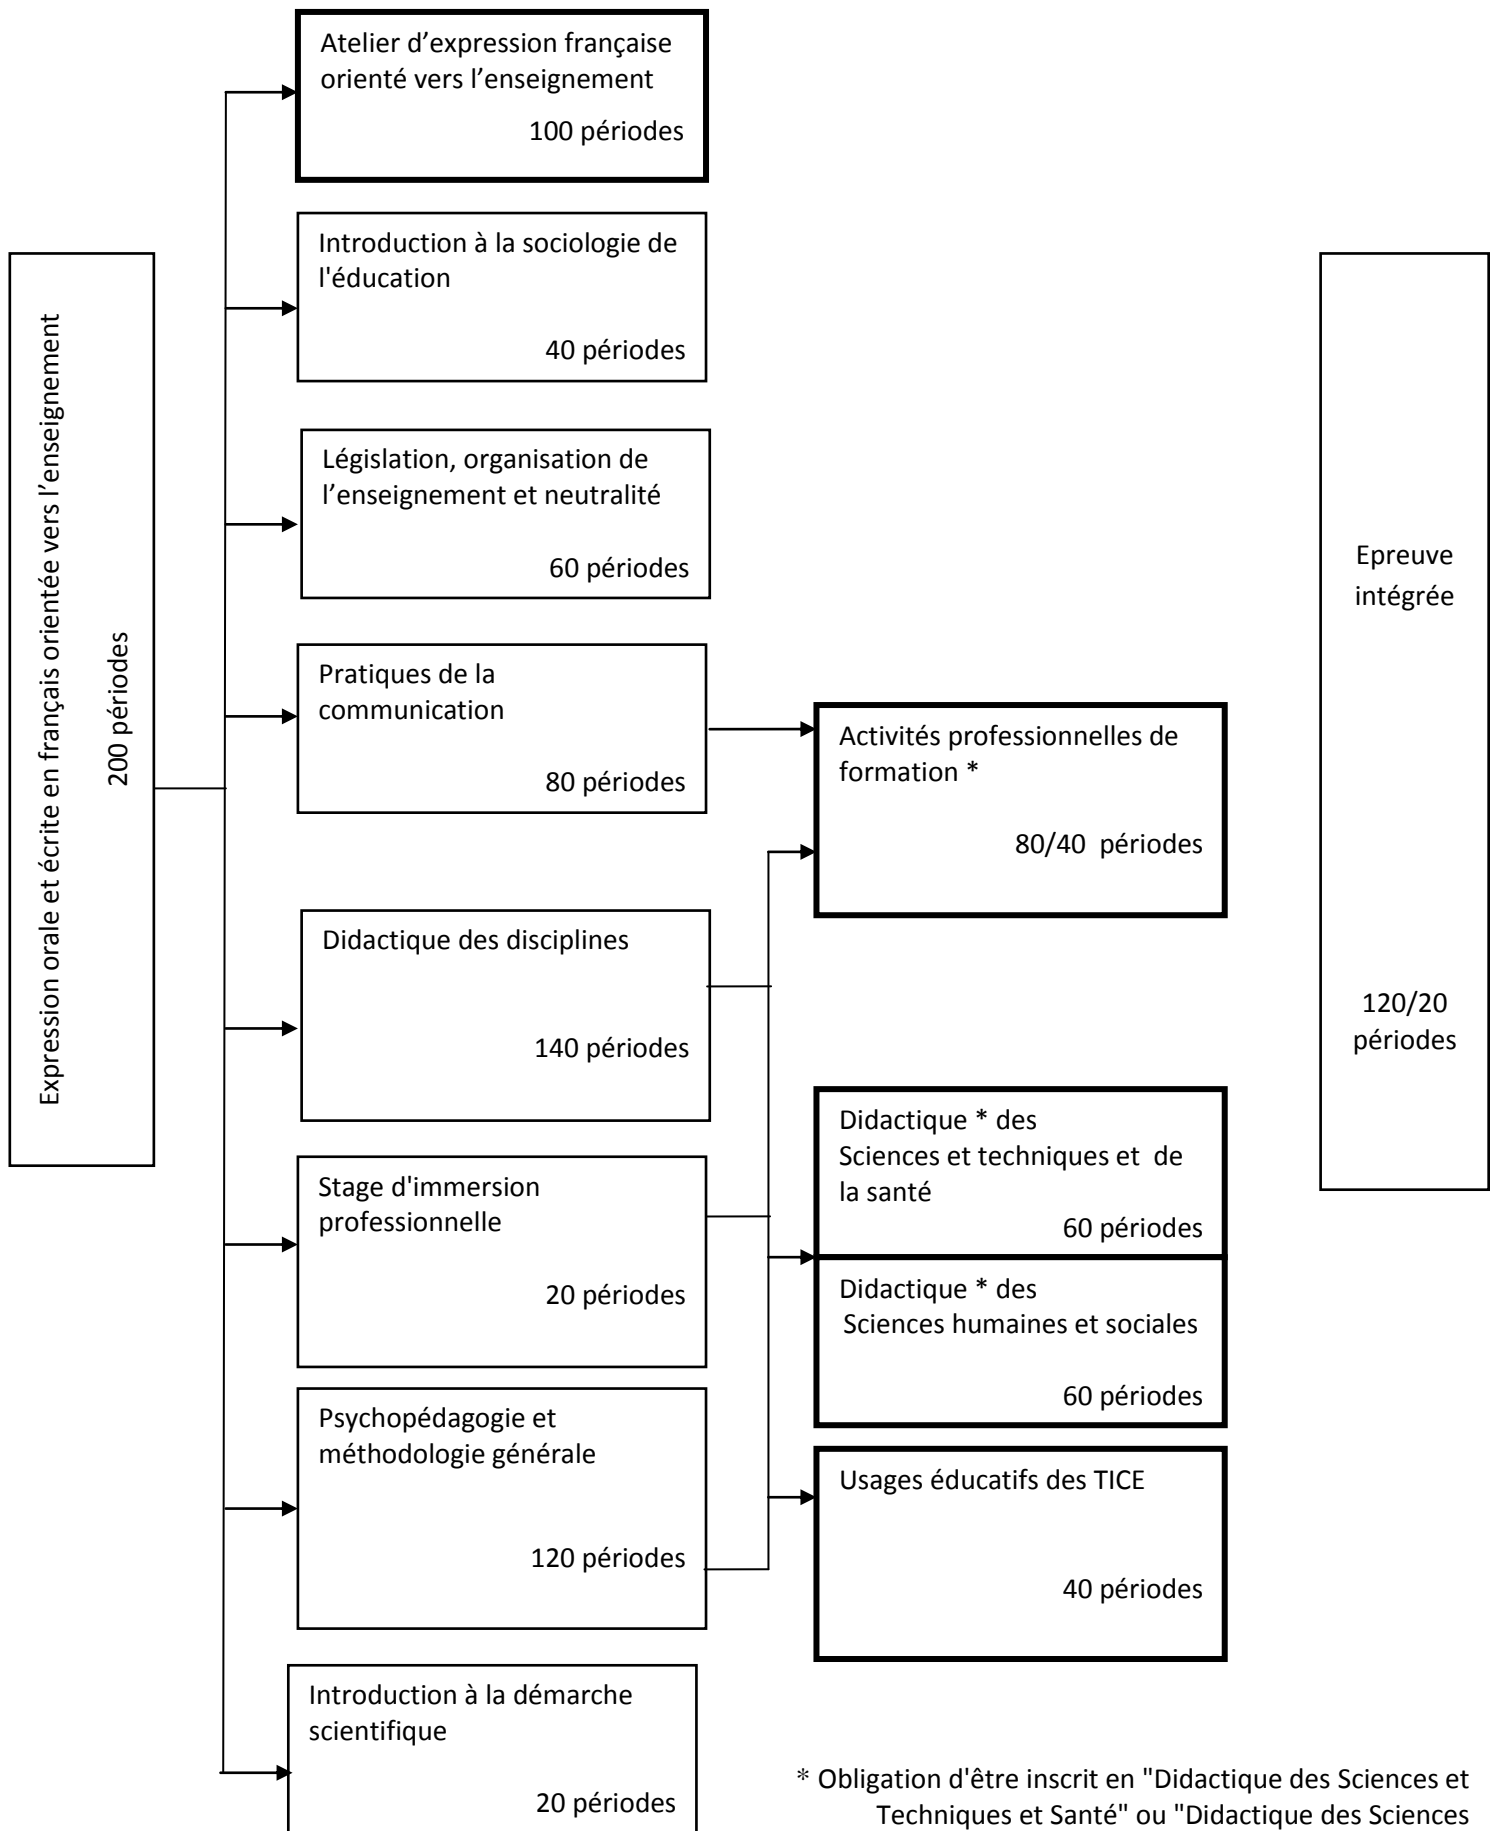 Expression orale et écrite en français orientée vers l’enseignement
200 périodes
Atelier d’expression française
orienté vers l’enseignement
100 périodes
Introduction à la sociologie de
l'éducation
40 périodes
Législation, organisation de
l’enseignement et neutralité
60 périodes
Pratiques de la
communication
80 périodes
Didactique des disciplines
140 périodes
Stage d'immersion
professionnelle
20 périodes
Psychopédagogie et
méthodologie générale
120 périodes
Introduction à la démarche
scientifique
20 périodes
Activités professionnelles de
formation *
80/40 périodes
Didactique * des
Sciences et techniques et de
la santé
60 périodes
Didactique * des
Sciences humaines et sociales
60 périodes
Usages éducatifs des TICE
40 périodes
Epreuve
intégrée
120/20
périodes
* Obligation d'être inscrit en "Didactique des Sciences et
Techniques et Santé" ou "Didactique des Sciences